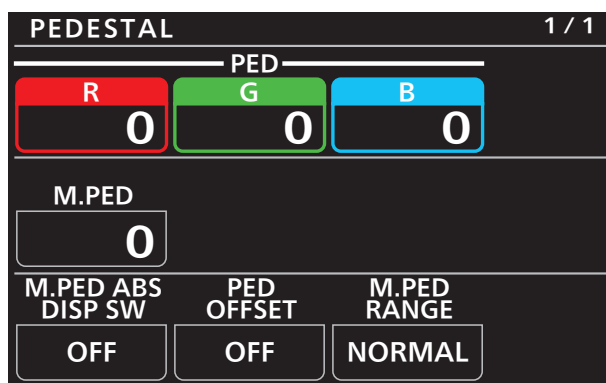 PEDESTAL 1 / 1
PED
R G B
0 0 0
M.PED
0
M.PED ABS PED M.PED
DISP SW OFFSET RANGE
OFF OFF NORMAL